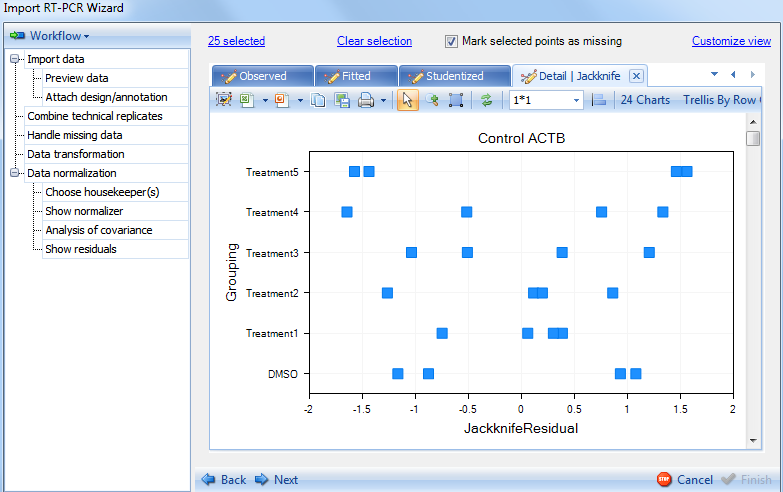 Import RT-PCR Wizard
Workflow
Import data
Preview data
Attach design/annotation
Combine technical replicates
Handle missing data
Data transformation
Data normalization
Choose housekeeper(s)
Show normalizer
Analysis of covariance
Show residuals
25 selected Clear selection Mark selected points as missing Customize view
Observed Fitted Studentized Detail | Jackknife
1*1 24 Charts Trellis By Row
Control ACTB
Grouping
Treatment5
Treatment4
Treatment3
Treatment2
Treatment1
DMSO
-2 -1.5 -1 -0.5 0 0.5 1 1.5 2
JackknifeResidual
Back Next STOP Cancel Finish